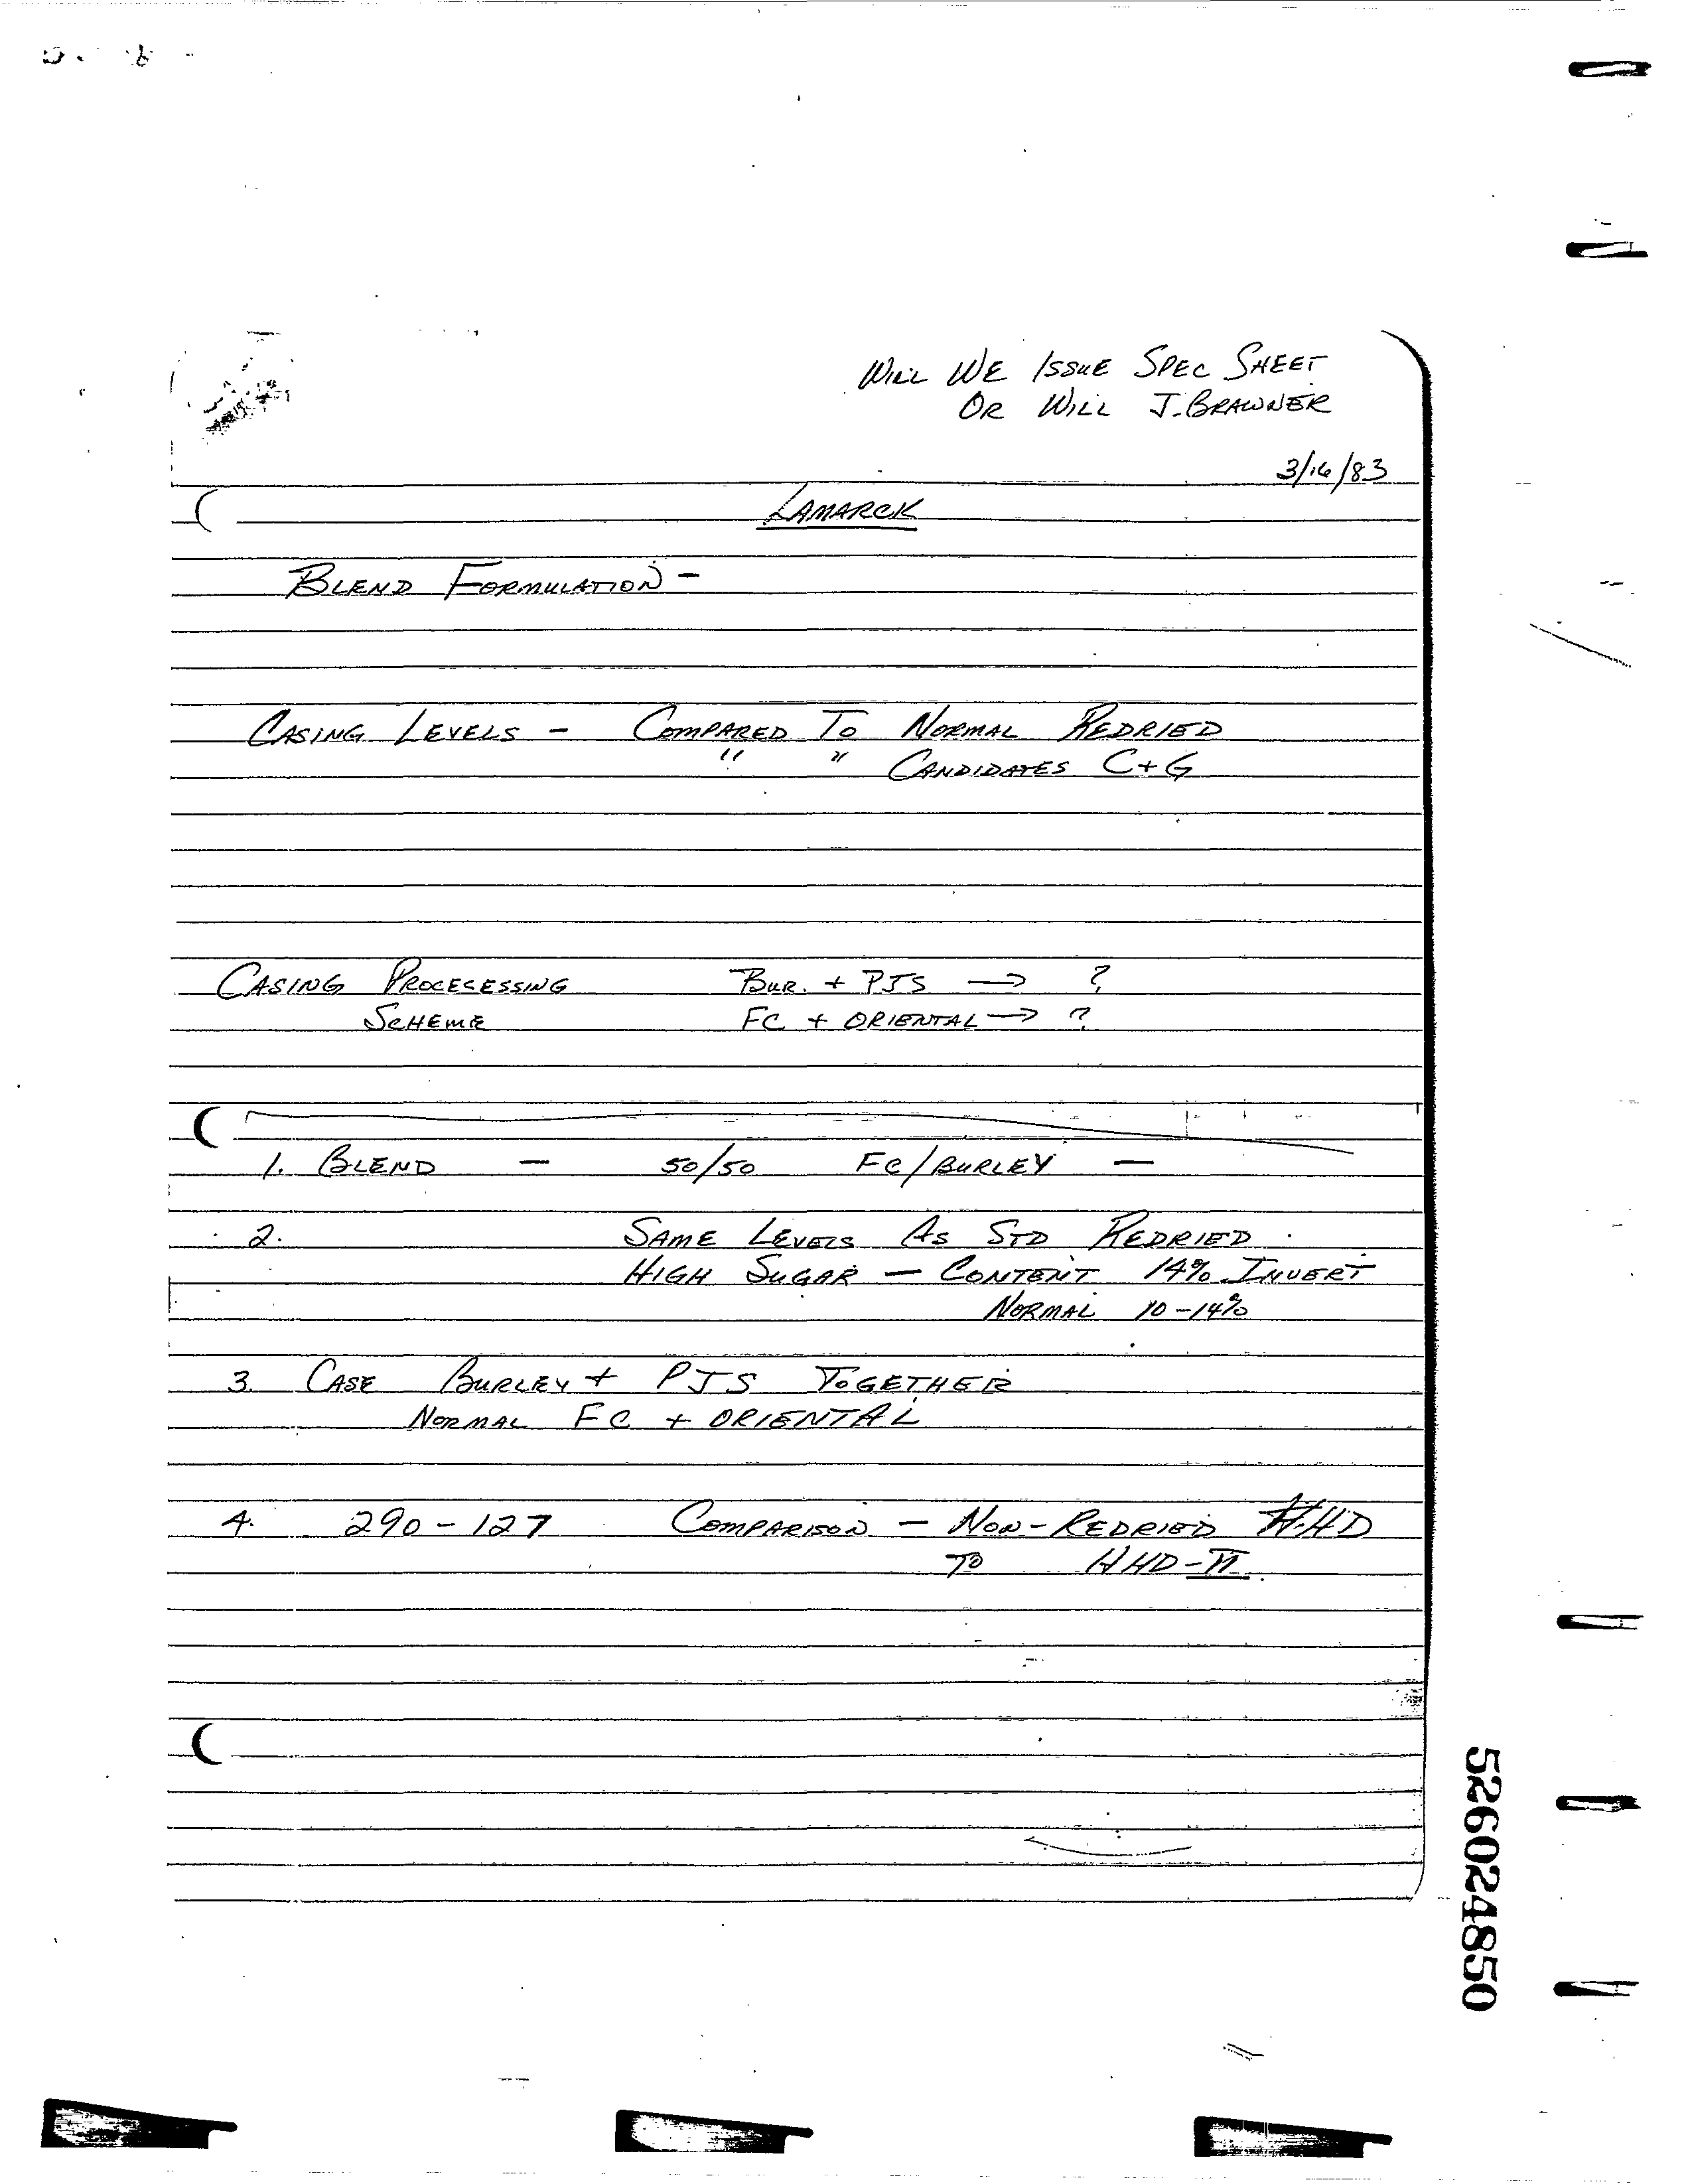 WILL WE ISSUE SPEC SHEET
OR WILL J. BRAWNER
3/16/83
LAMARCK
BLEND FORMULATION -
CASING LEVELS - COMPARED TO NORMAL REDRIED
" " CANDIDATES C+G
CASING PROCECESSING BUR. + PJS → ?
SCHEME FC + ORIENTAL → ?
1. BLEND - 50/50 FC/BURLEY -
2. SAME LEVELS AS STD REDRIED.
HIGH SUGAR - CONTENT 14% INVERT
NORMAL 10-14%
3. CASE BURLEY + PJS TOGETHER
NORMAL FC + ORIENTAL
4. 290-127 COMPARISON - NON-REDRIED HHD
TO HHD-II
526024850